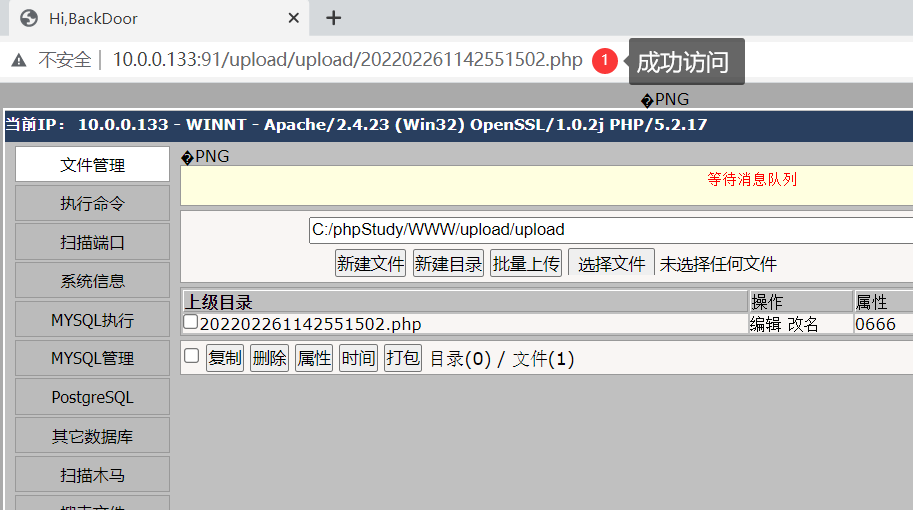 Hi,BackDoor
不安全 | 10.0.0.133:91/upload/upload/202202261142551502.php 1 成功访问
�PNG
当前IP： 10.0.0.133 - WINNT - Apache/2.4.23 (Win32) OpenSSL/1.0.2j PHP/5.2.17
文件管理
执行命令
扫描端口
系统信息
MYSQL执行
MYSQL管理
PostgreSQL
其它数据库
扫描木马
�PNG
等待消息队列
C:/phpStudy/WWW/upload/upload
新建文件 新建目录 批量上传 选择文件 未选择任何文件
上级目录 操作 属性
202202261142551502.php 编辑 改名 0666
复制 删除 属性 时间 打包 目录(0) / 文件(1)